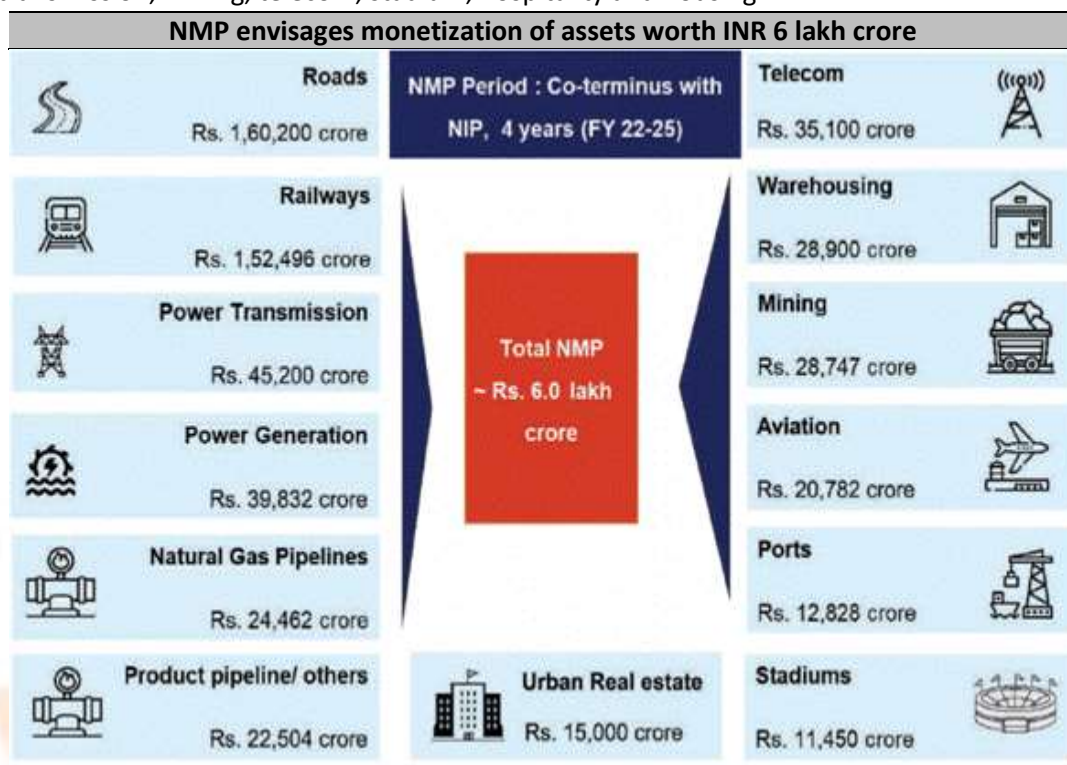 NMP envisages monetization of assets worth INR 6 lakh crore
Roads
Rs. 1,60,200 crore
Railways
Rs. 1,52,496 crore
Power Transmission
Rs. 45,200 crore
Power Generation
Rs. 39,832 crore
Natural Gas Pipelines
Rs. 24,462 crore
Product pipeline/ others
Rs. 22,504 crore
NMP Period : Co-terminus with
NIP, 4 years (FY 22-25)
Total NMP
~ Rs. 6.0 lakh
crore
Urban Real estate
Rs. 15,000 crore
Telecom
Rs. 35,100 crore
Warehousing
Rs. 28,900 crore
Mining
Rs. 28,747 crore
Aviation
Rs. 20,782 crore
Ports
Rs. 12,828 crore
Stadiums
Rs. 11,450 crore